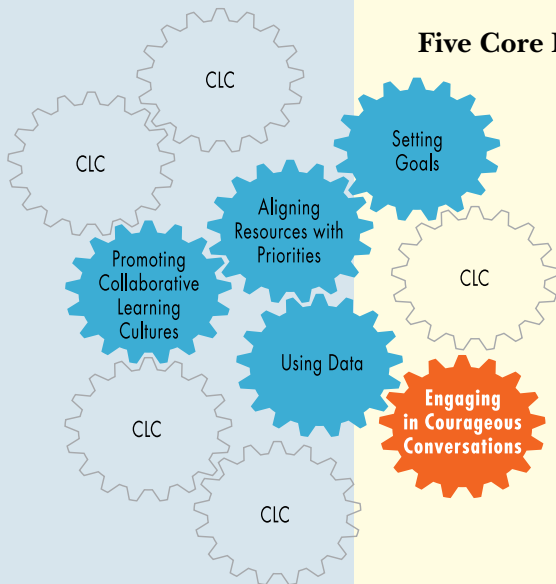 Five Core
CLC
Setting
Goals
CLC
Aligning
Resources with
Priorities
Promoting
Collaborative
Learning
Cultures
CLC
Using Data
Engaging
in Courageous
Conversations
CLC
CLC